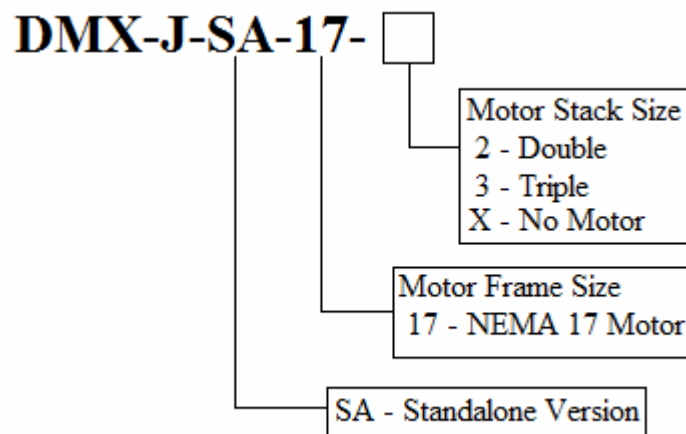 DMX-J-SA-17-
Motor Stack Size
2 - Double
3 - Triple
X - No Motor
Motor Frame Size
17 - NEMA 17 Motor
SA - Standalone Version